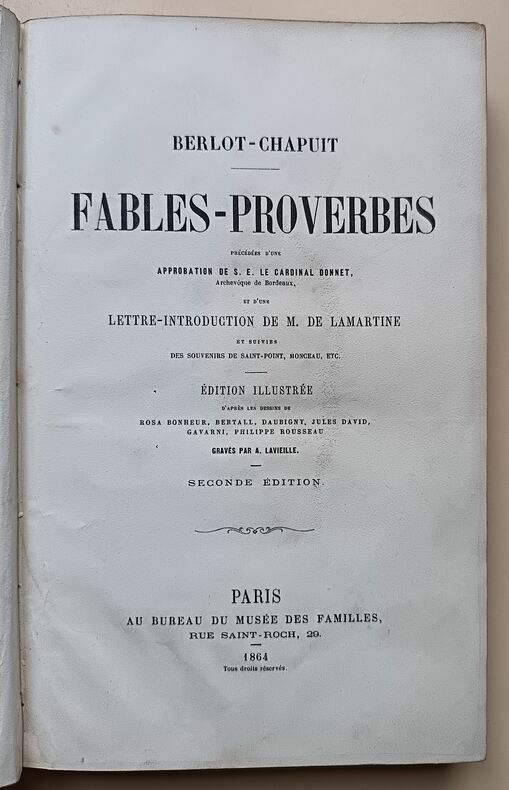 BERLOT-CHAPUIT
FABLES-PROVERBES
PRÉCÉDÉES D'UNE
APPROBATION DE S. E. LE CARDINAL DONNET,
Archevêque de Bordeaux,
ET D'UNE
LETTRE-INTRODUCTION DE M. DE LAMARTINE
ET SUIVIES
DES SOUVENIRS DE SAINT-POINT, MONCEAU, ETC.
ÉDITION ILLUSTRÉE
D'APRÈS LES DESSINS DE
ROSA BONHEUR, BERTALL, DAUBIGNY, JULES DAVID,
GAVARNI, PHILIPPE ROUSSEAU
GRAVÉS PAR A. LAVIEILLE.
SECONDE ÉDITION.
PARIS
AU BUREAU DU MUSÉE DES FAMILLES,
RUE SAINT-ROCH, 29.
1864
Tous droits réservés.